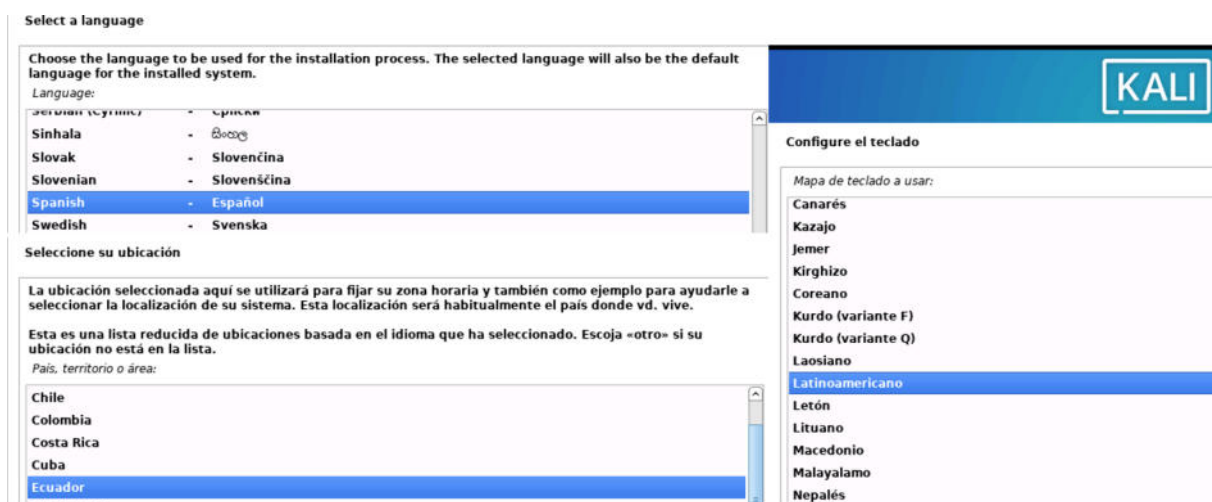 Select a language
Choose the language to be used for the installation process. The selected language will also be the default
language for the installed system.
Language:
Serbian (Cyrillic) - Српски
Sinhala - සිංහල
Slovak - Slovenčina
Slovenian - Slovenščina
Spanish - Español
Swedish - Svenska
Seleccione su ubicación
La ubicación seleccionada aquí se utilizará para fijar su zona horaria y también como ejemplo para ayudarle a
seleccionar la localización de su sistema. Esta localización será habitualmente el país donde vd. vive.
Esta es una lista reducida de ubicaciones basada en el idioma que ha seleccionado. Escoja «otro» si su
ubicación no está en la lista.
País, territorio o área:
Chile
Colombia
Costa Rica
Cuba
Ecuador
KALI
Configure el teclado
Mapa de teclado a usar:
Canarés
Kazajo
Jemer
Kirghizo
Coreano
Kurdo (variante F)
Kurdo (variante Q)
Laosiano
Latinoamericano
Letón
Lituano
Macedonio
Malayalamo
Nepalés